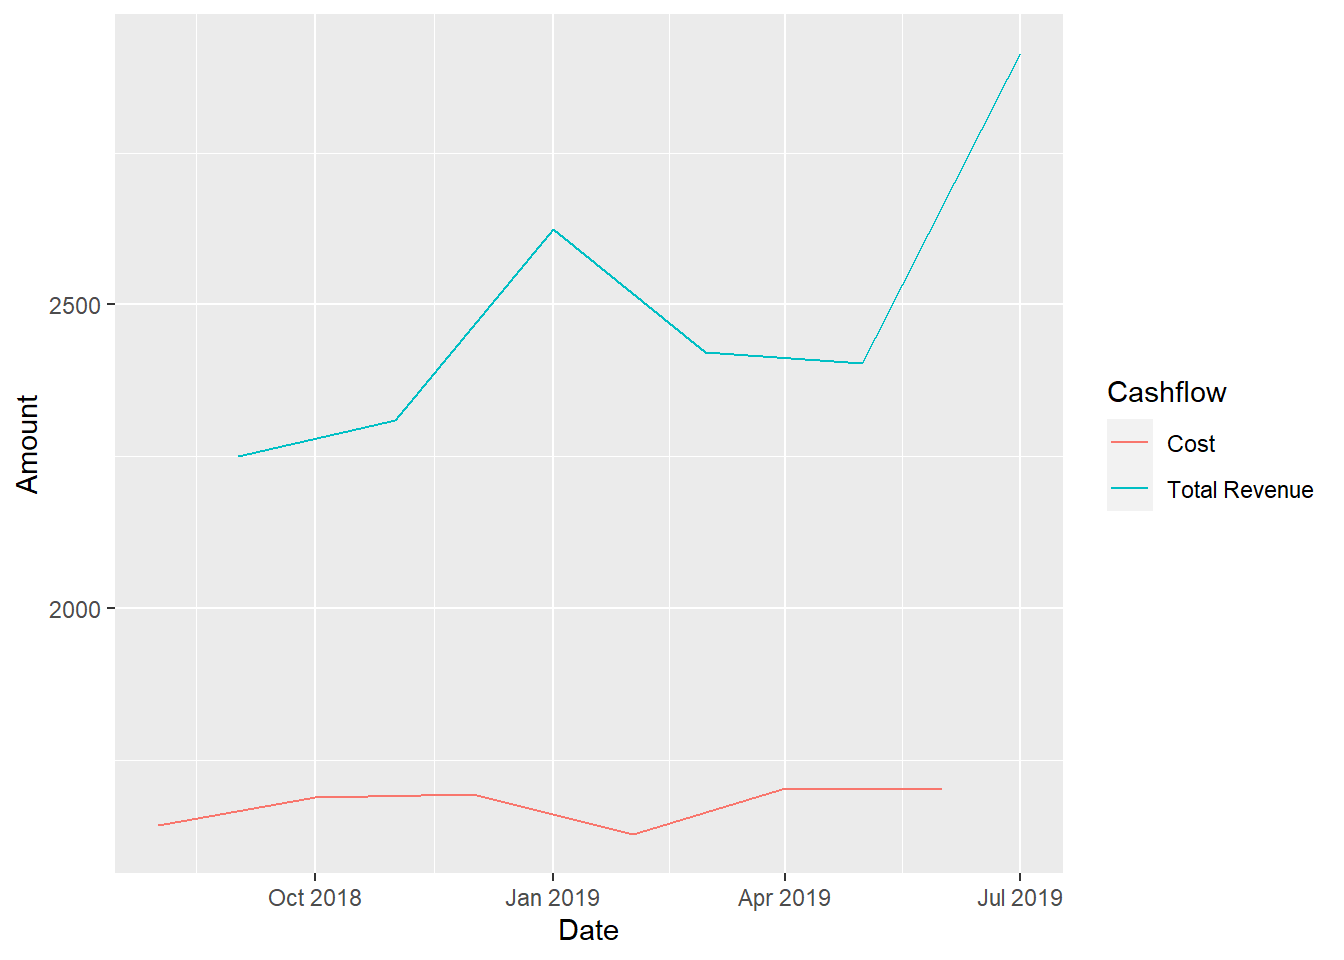 Amount
2500
2000
Oct 2018
Jan 2019
Apr 2019
Jul 2019
Date
Cashflow
Cost
Total Revenue